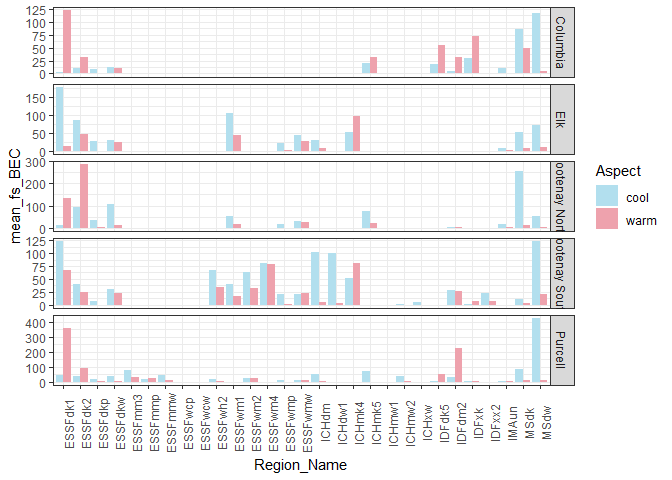 125
100
75
50
25
0
Columbia
150
100
50
0
Elk
300
200
100
0
ootenay Nort
125
100
75
50
25
0
ootenay Sou
400
300
200
100
0
Purcell
mean_fs_BEC
ESSFdk1
ESSFdk2
ESSFdkp
ESSFdkw
ESSFmm3
ESSFmmp
ESSFmmw
ESSFwcp
ESSFwcw
ESSFwh2
ESSFwm1
ESSFwm2
ESSFwm4
ESSFwmp
ESSFwmw
ICHdm
ICHdw1
ICHmk4
ICHmk5
ICHmw1
ICHmw2
ICHxw
IDFdk5
IDFdm2
IDFxk
IDFxx2
IMAun
MSdk
MSdw
Region_Name
Aspect
cool
warm